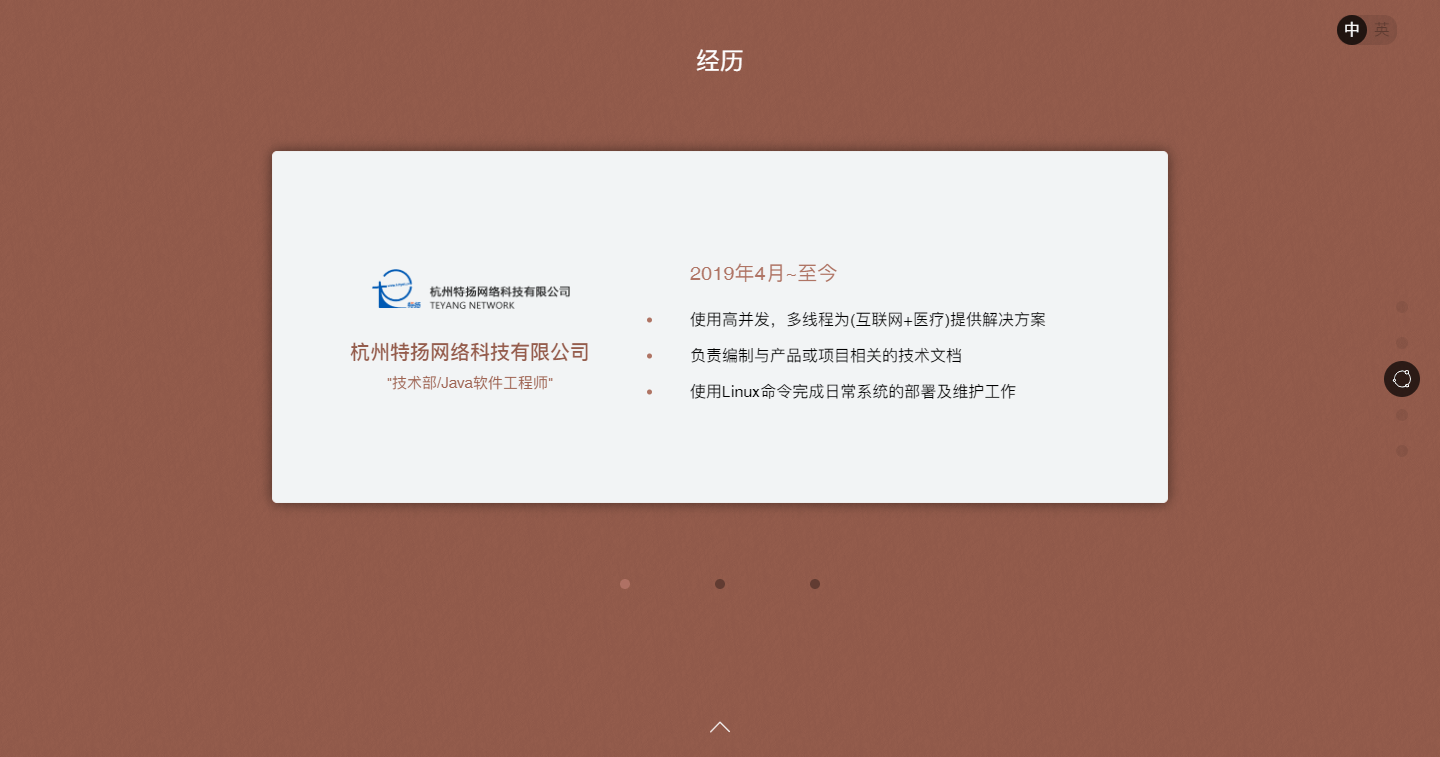 中 英
经历
2019年4月~至今
杭州特扬网络科技有限公司
TEYANG NETWORK
特扬
杭州特扬网络科技有限公司
"技术部/Java软件工程师"
使用高并发，多线程为(互联网+医疗)提供解决方案
负责编制与产品或项目相关的技术文档
使用Linux命令完成日常系统的部署及维护工作